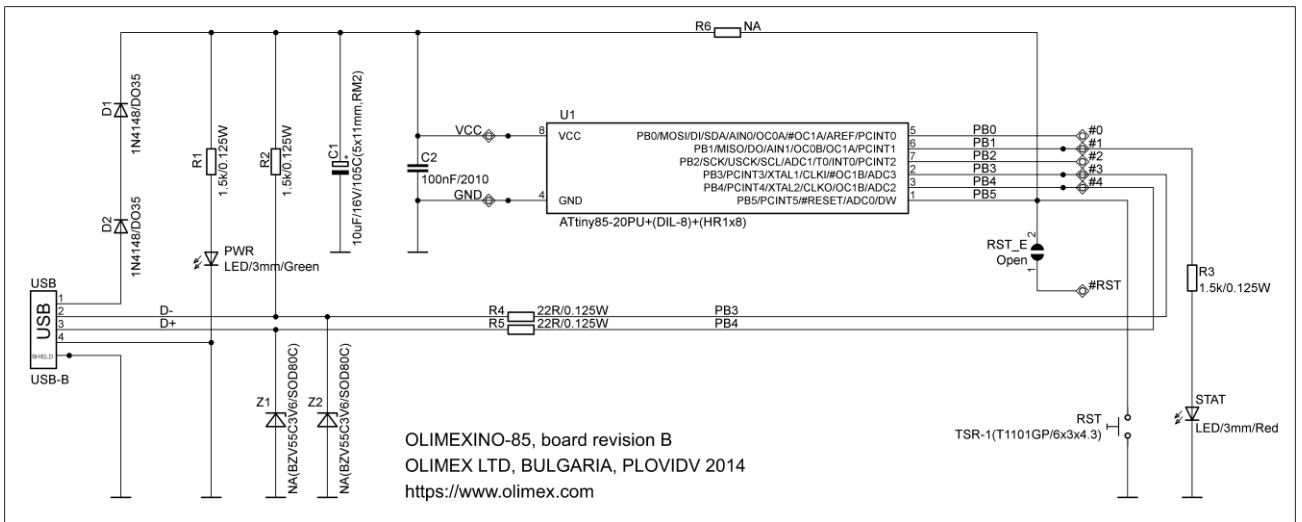 R6 NA
D1
1N4148/DO35
D2
1N4148/DO35
R1
1.5k/0.125W
R2
1.5k/0.125W
C1
+
10uF/16V/105C(5x11mm,RM2)
C2
100nF/2010
VCC
GND
U1
8 VCC
4 GND
PB0/MOSI/DI/SDA/AIN0/OC0A/#OC1A/AREF/PCINT0 5 PB0 #0
PB1/MISO/DO/AIN1/OC0B/OC1A/PCINT1 6 PB1 #1
PB2/SCK/USCK/SCL/ADC1/T0/INT0/PCINT2 7 PB2 #2
PB3/PCINT3/XTAL1/CLKI/#OC1B/ADC3 2 PB3 #3
PB4/PCINT4/XTAL2/CLKO/OC1B/ADC2 3 PB4 #4
PB5/PCINT5/#RESET/ADC0/DW 1 PB5
ATtiny85-20PU+(DIL-8)+(HR1x8)
PWR
LED/3mm/Green
RST_E
Open
2
1
#RST
R3
1.5k/0.125W
USB
USB
1
2
3
4
SHIELD
USB-B
D-
D+
R4 22R/0.125W PB3
R5 22R/0.125W PB4
Z1
NA(BZV55C3V6/SOD80C)
Z2
NA(BZV55C3V6/SOD80C)
RST
TSR-1(T1101GP/6x3x4.3)
STAT
LED/3mm/Red
OLIMEXINO-85, board revision B
OLIMEX LTD, BULGARIA, PLOVIDV 2014
https://www.olimex.com